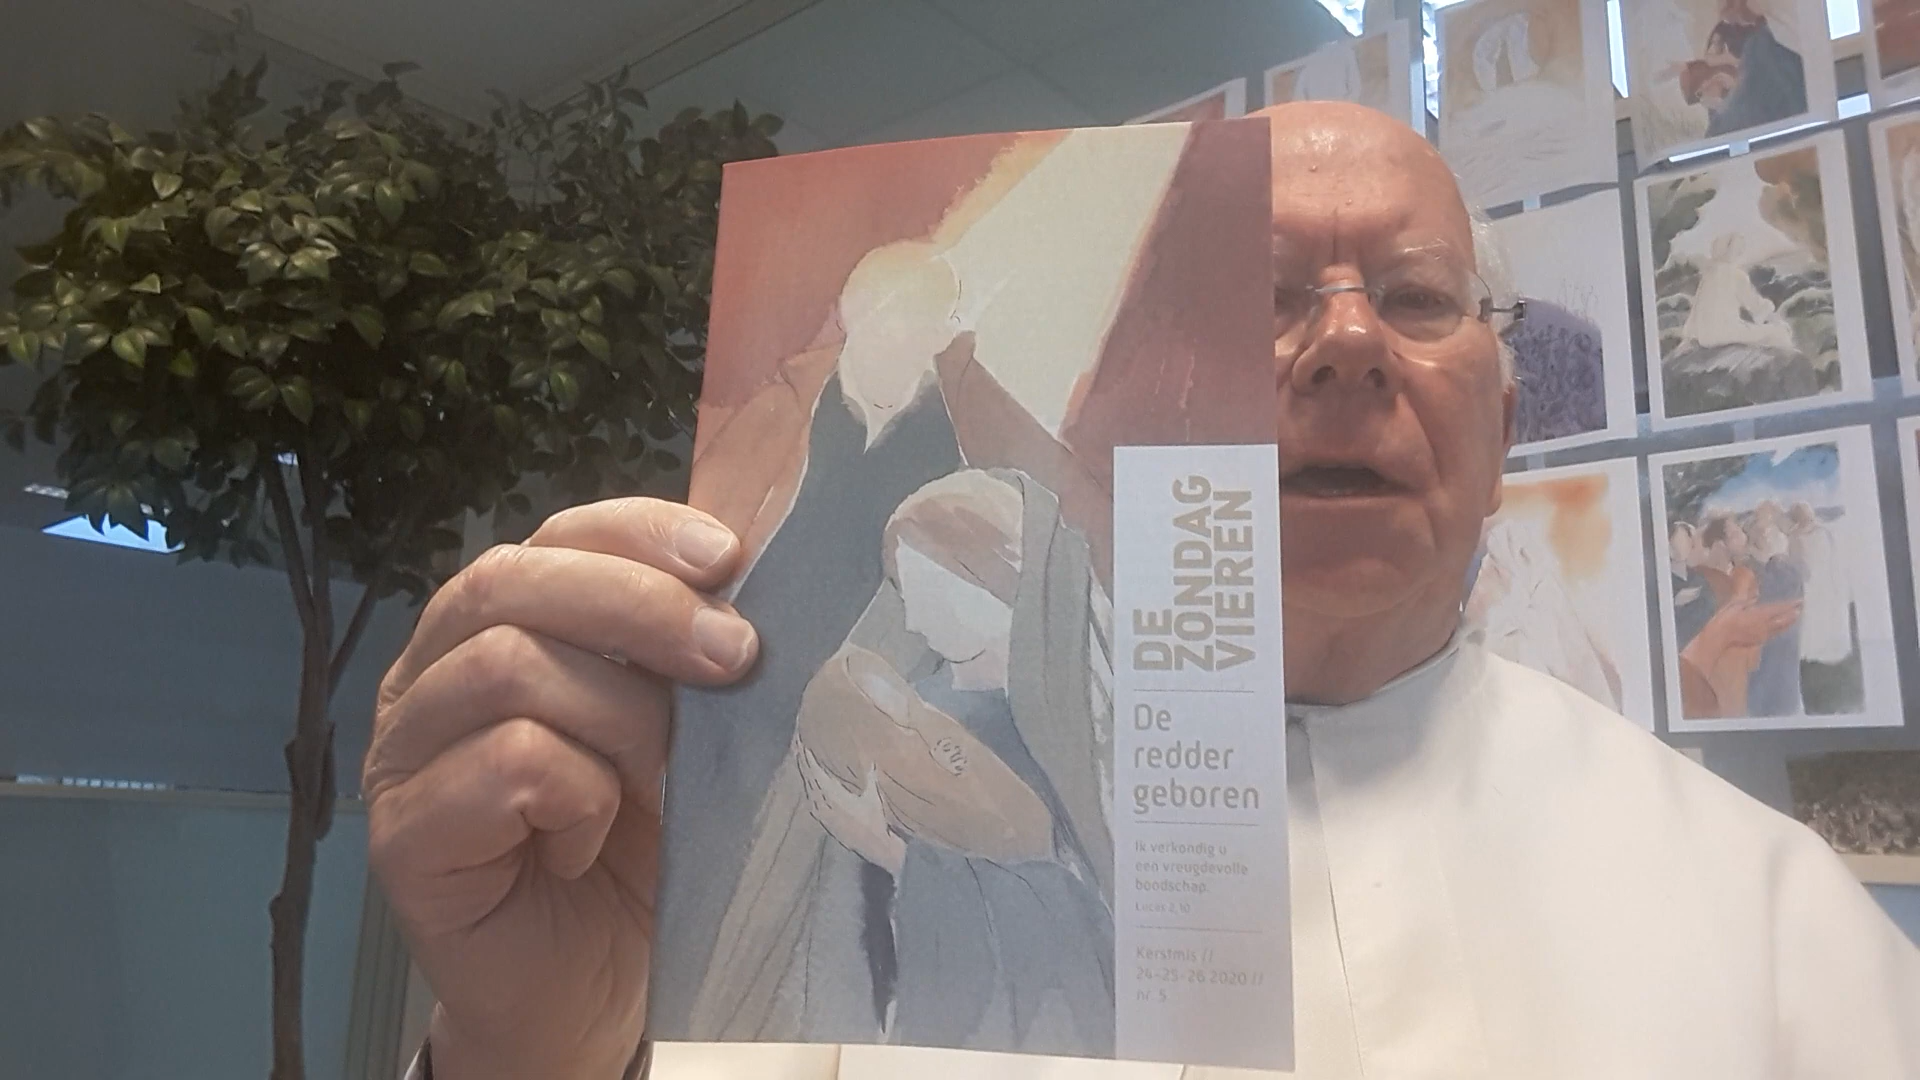 DE
ZONDAG
VIEREN
De
redder
geboren
Ik verkondig u
een vreugdevolle
boodschap.
Lucas 2,10
Kerstmis //
24-25-26 2020 //
nr. 5